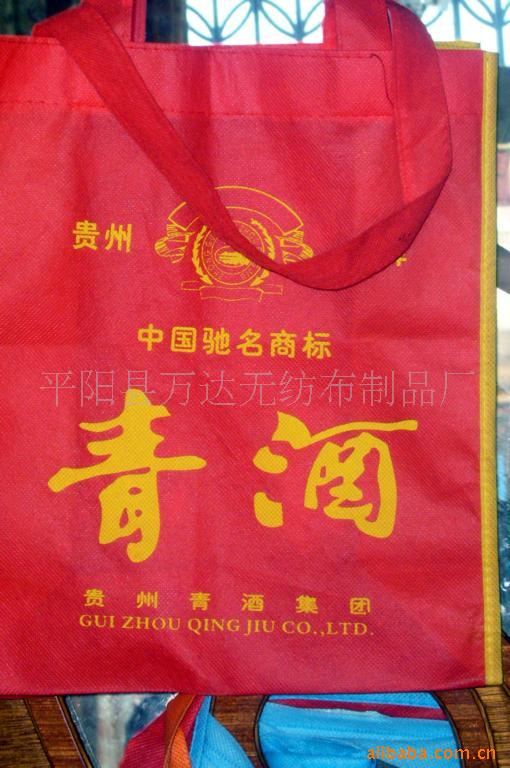 贵州
中国驰名商标
平阳县万达无纺布制品厂
青酒
贵州青酒集团
GUI ZHOU QING JIU CO.,LTD.
alibaba.com.cn